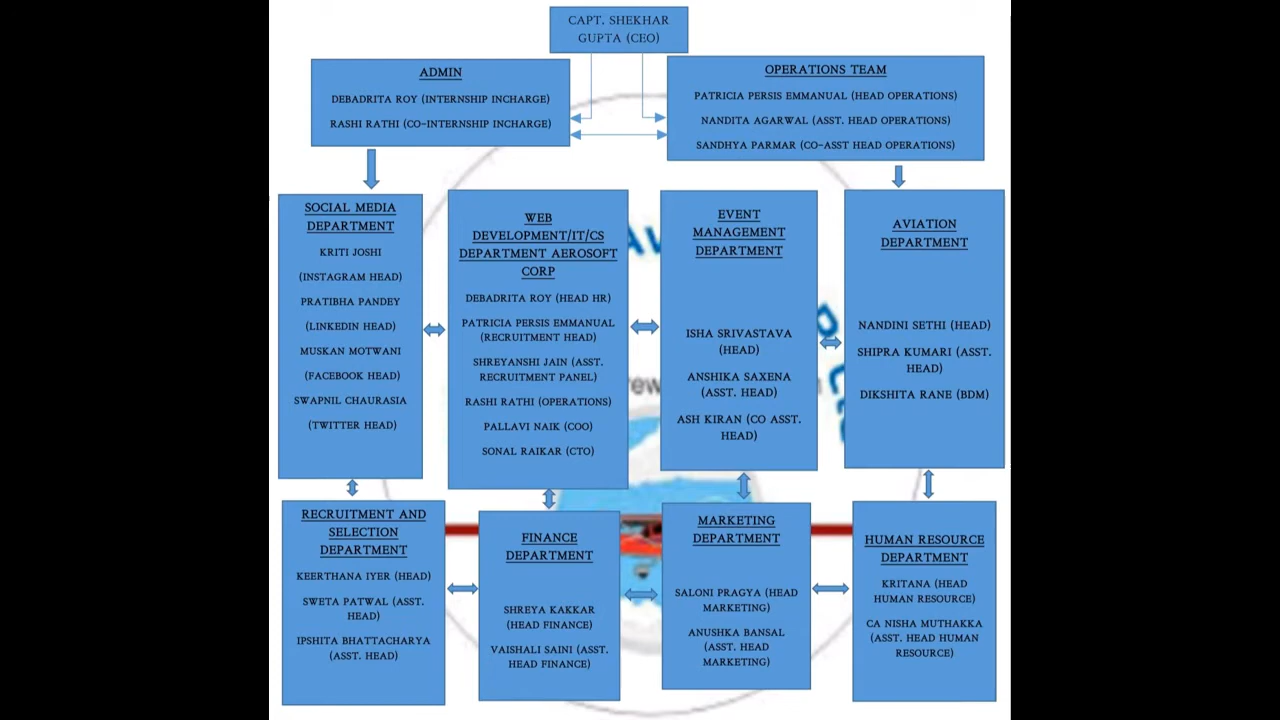 CAPT. SHEKHAR
GUPTA (CEO)
ADMIN
DEBADRITA ROY (INTERNSHIP INCHARGE)
RASHI RATHI (CO-INTERNSHIP INCHARGE)
OPERATIONS TEAM
PATRICIA PERSIS EMMANUAL (HEAD OPERATIONS)
NANDITA AGARWAL (ASST. HEAD OPERATIONS)
SANDHYA PARMAR (CO-ASST HEAD OPERATIONS)
SOCIAL MEDIA
DEPARTMENT
KRITI JOSHI
(INSTAGRAM HEAD)
PRATIBHA PANDEY
(LINKEDIN HEAD)
MUSKAN MOTWANI
(FACEBOOK HEAD)
SWAPNIL CHAURASIA
(TWITTER HEAD)
WEB
DEVELOPMENT/IT/CS
DEPARTMENT AEROSOFT
CORP
DEBADRITA ROY (HEAD HR)
PATRICIA PERSIS EMMANUAL
(RECRUITMENT HEAD)
SHREYANSHI JAIN (ASST.
RECRUITMENT PANEL)
RASHI RATHI (OPERATIONS)
PALLAVI NAIK (COO)
SONAL RAIKAR (CTO)
EVENT
MANAGEMENT
DEPARTMENT
ISHA SRIVASTAVA
(HEAD)
ANSHIKA SAXENA
(ASST. HEAD)
ASH KIRAN (CO ASST.
HEAD)
AVIATION
DEPARTMENT
NANDINI SETHI (HEAD)
SHIPRA KUMARI (ASST.
HEAD)
DIKSHITA RANE (BDM)
RECRUITMENT AND
SELECTION
DEPARTMENT
KEERTHANA IYER (HEAD)
SWETA PATWAL (ASST.
HEAD)
IPSHITA BHATTACHARYA
(ASST. HEAD)
FINANCE
DEPARTMENT
SHREYA KAKKAR
(HEAD FINANCE)
VAISHALI SAINI (ASST.
HEAD FINANCE)
MARKETING
DEPARTMENT
SALONI PRAGYA (HEAD
MARKETING)
ANUSHKA BANSAL
(ASST. HEAD
MARKETING)
HUMAN RESOURCE
DEPARTMENT
KRITANA (HEAD
HUMAN RESOURCE)
CA NISHA MUTHAKKA
(ASST. HEAD HUMAN
RESOURCE)